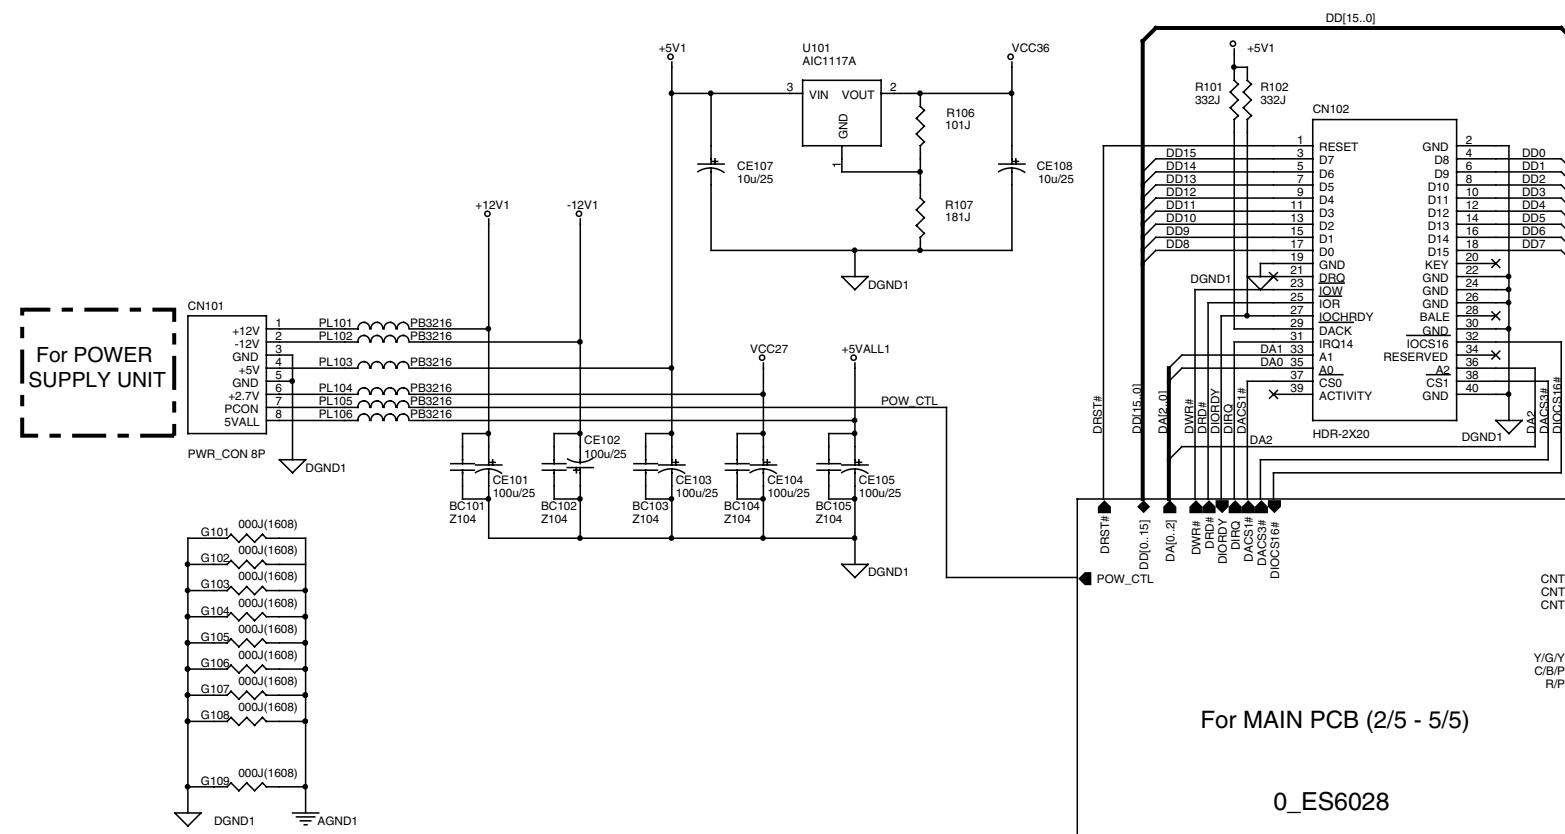 DD[15..0]
+5V1
U101
AIC1117A
VCC36
3 VIN VOUT 2
GND
1
R106
101J
R107
181J
CE107
10u/25
CE108
10u/25
DGND1
+12V1
-12V1
For POWER
SUPPLY UNIT
CN101
+12V 1 PL101 PB3216
-12V 2 PL102 PB3216
GND 3
+5V 4 PL103 PB3216
GND 5
+2.7V 6 PL104 PB3216
PCON 7 PL105 PB3216
5VALL 8 PL106 PB3216
PWR_CON 8P
DGND1
VCC27
+5VALL1
POW_CTL
CE101
100u/25
BC101
Z104
CE102
100u/25
BC102
Z104
CE103
100u/25
BC103
Z104
CE104
100u/25
BC104
Z104
CE105
100u/25
BC105
Z104
DGND1
G101 000J(1608)
G102 000J(1608)
G103 000J(1608)
G104 000J(1608)
G105 000J(1608)
G106 000J(1608)
G107 000J(1608)
G108 000J(1608)
G109 000J(1608)
DGND1
AGND1
+5V1
R101
332J
R102
332J
CN102
1 RESET GND 2
DD15 3 D7 D8 4 DD0
DD14 5 D6 D9 6 DD1
DD13 7 D5 D10 8 DD2
DD12 9 D4 D11 10 DD3
DD11 11 D3 D12 12 DD4
DD10 13 D2 D13 14 DD5
DD9 15 D1 D14 16 DD6
DD8 17 D0 D15 18 DD7
19 GND KEY 20
DGND1 21 DRQ GND 22
23 IOW GND 24
25 IOR GND 26
27 IOCHRDY BALE 28
29 DACK GND 30
31 IRQ14 IOCS16 32
DA1 33 A1 RESERVED 34
DA0 35 A0 A2 36
37 CS0 CS1 38
39 ACTIVITY GND 40
HDR-2X20
DGND1
DRST#
DD[15..0]
DA[2..0]
DWR#
DRD#
DIORDY
DIRQ
DACS1#
DA2
DA2
DACS3#
DIOCS16#
DRST#
DD[0..15]
DA[0..2]
DWR#
DRD#
DIORDY
DIRQ
DACS1#
DACS3#
DIOCS16#
POW_CTL
CNT
CNT
CNT
Y/G/Y
C/B/P
R/P
For MAIN PCB (2/5 - 5/5)
0_ES6028